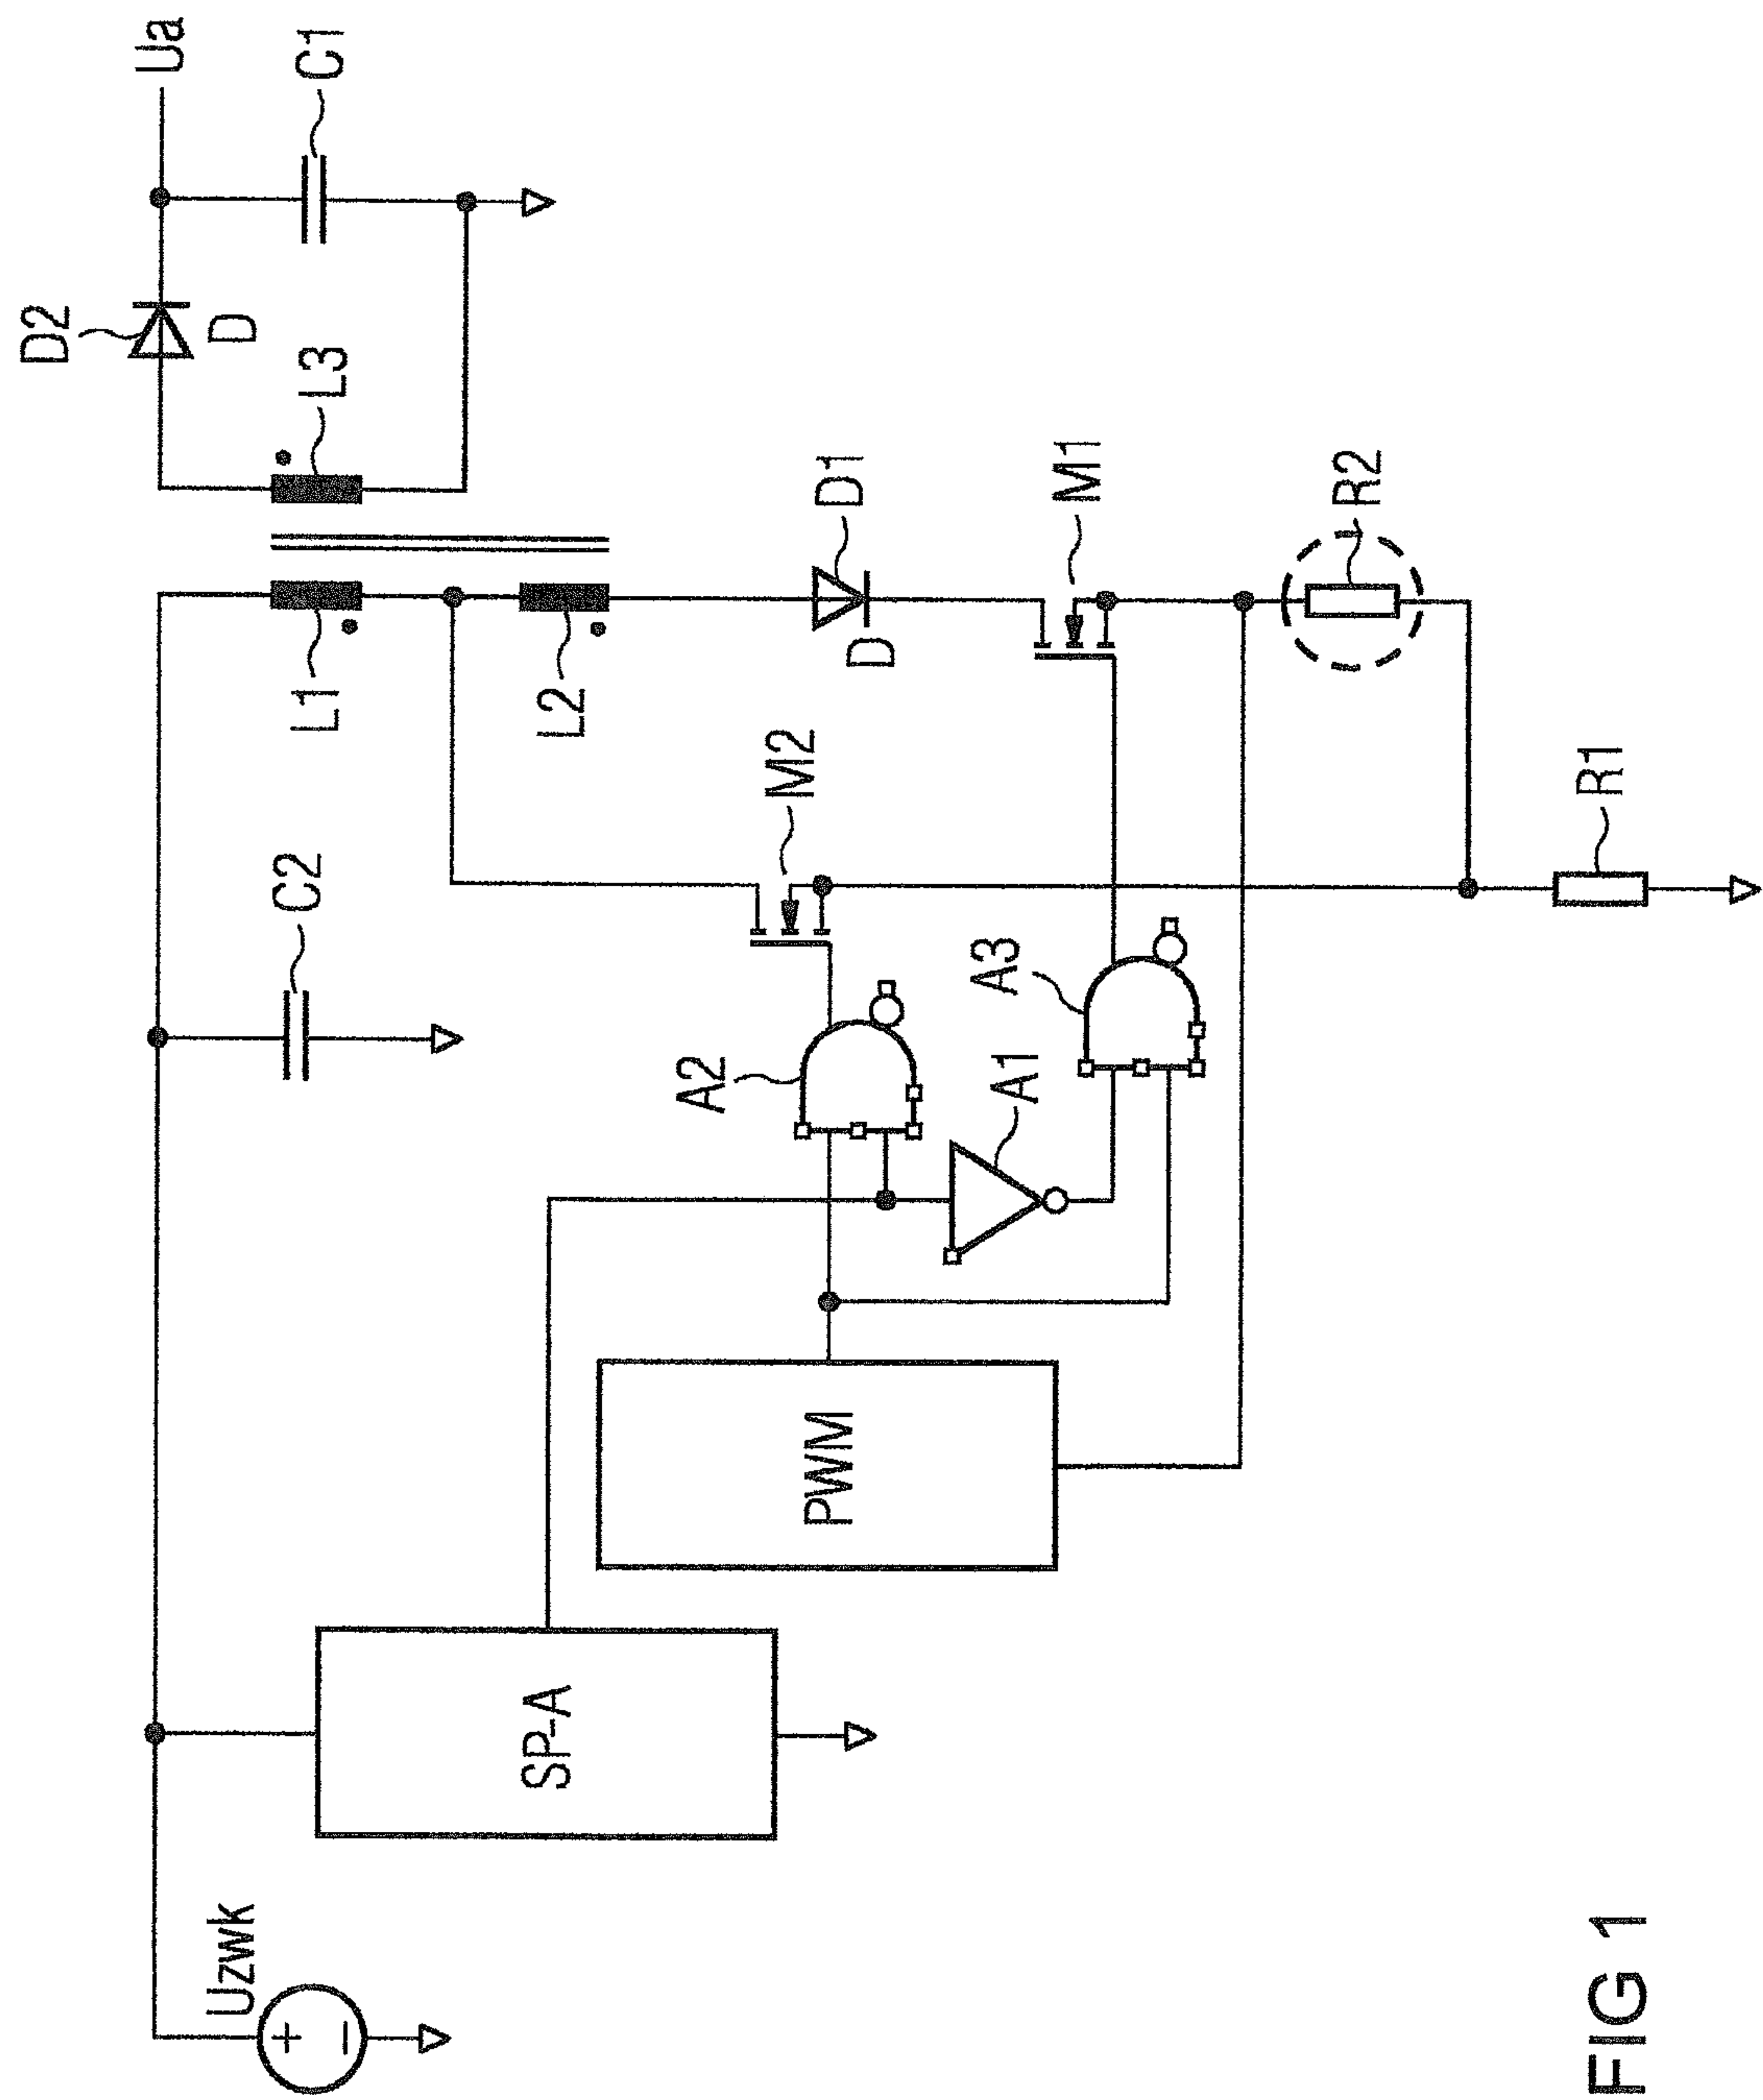 Ua
C1
D2
D
L3
L1
L2
D1
D
M1
R2
C2
M2
R1
A2
A3
A1
PWM
SP-A
Uzwk
+
−
FIG 1